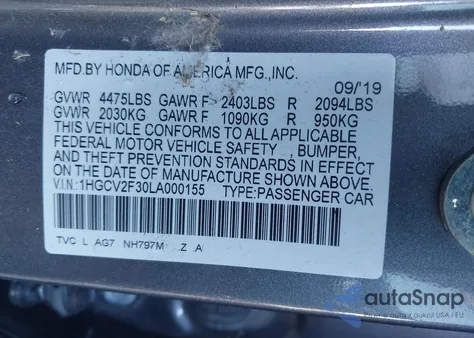 MFD.BY HONDA OF AMERICA MFG.,INC.
09/'19
GVWR 4475LBS GAWR F 2403LBS R 2094LBS
GVWR 2030KG GAWR F 1090KG R 950KG
THIS VEHICLE CONFORMS TO ALL APPLICABLE
FEDERAL MOTOR VEHICLE SAFETY , BUMPER,
AND THEFT PREVENTION STANDARDS IN EFFECT
ON THE DATE OF MANUFACTURE SHOWN ABOVE.
V.I.N.:1HGCV2F30LA000155 TYPE:PASSENGER CAR
TVC L AG7 NH797M Z A
autoSnap